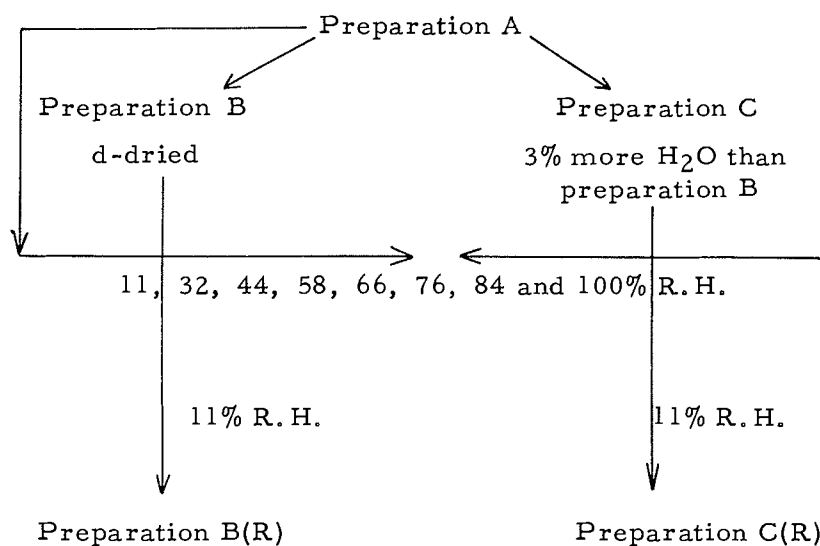 Preparation A
Preparation B
Preparation C
d-dried
3% more H2O than
preparation B
11, 32, 44, 58, 66, 76, 84 and 100% R.H.
11% R.H.
11% R.H.
Preparation B(R)
Preparation C(R)